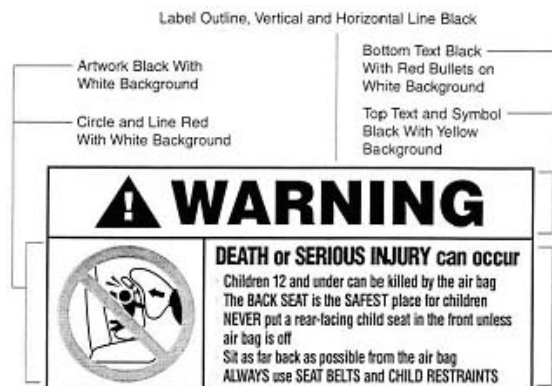 Label Outline, Vertical and Horizontal Line Black
Artwork Black With
White Background
Circle and Line Red
With White Background
Bottom Text Black
With Red Bullets on
White Background
Top Text and Symbol
Black With Yellow
Background
WARNING
DEATH or SERIOUS INJURY can occur
Children 12 and under can be killed by the air bag
The BACK SEAT is the SAFEST place for children
NEVER put a rear-facing child seat in the front unless
air bag is off
Sit as far back as possible from the air bag
ALWAYS use SEAT BELTS and CHILD RESTRAINTS